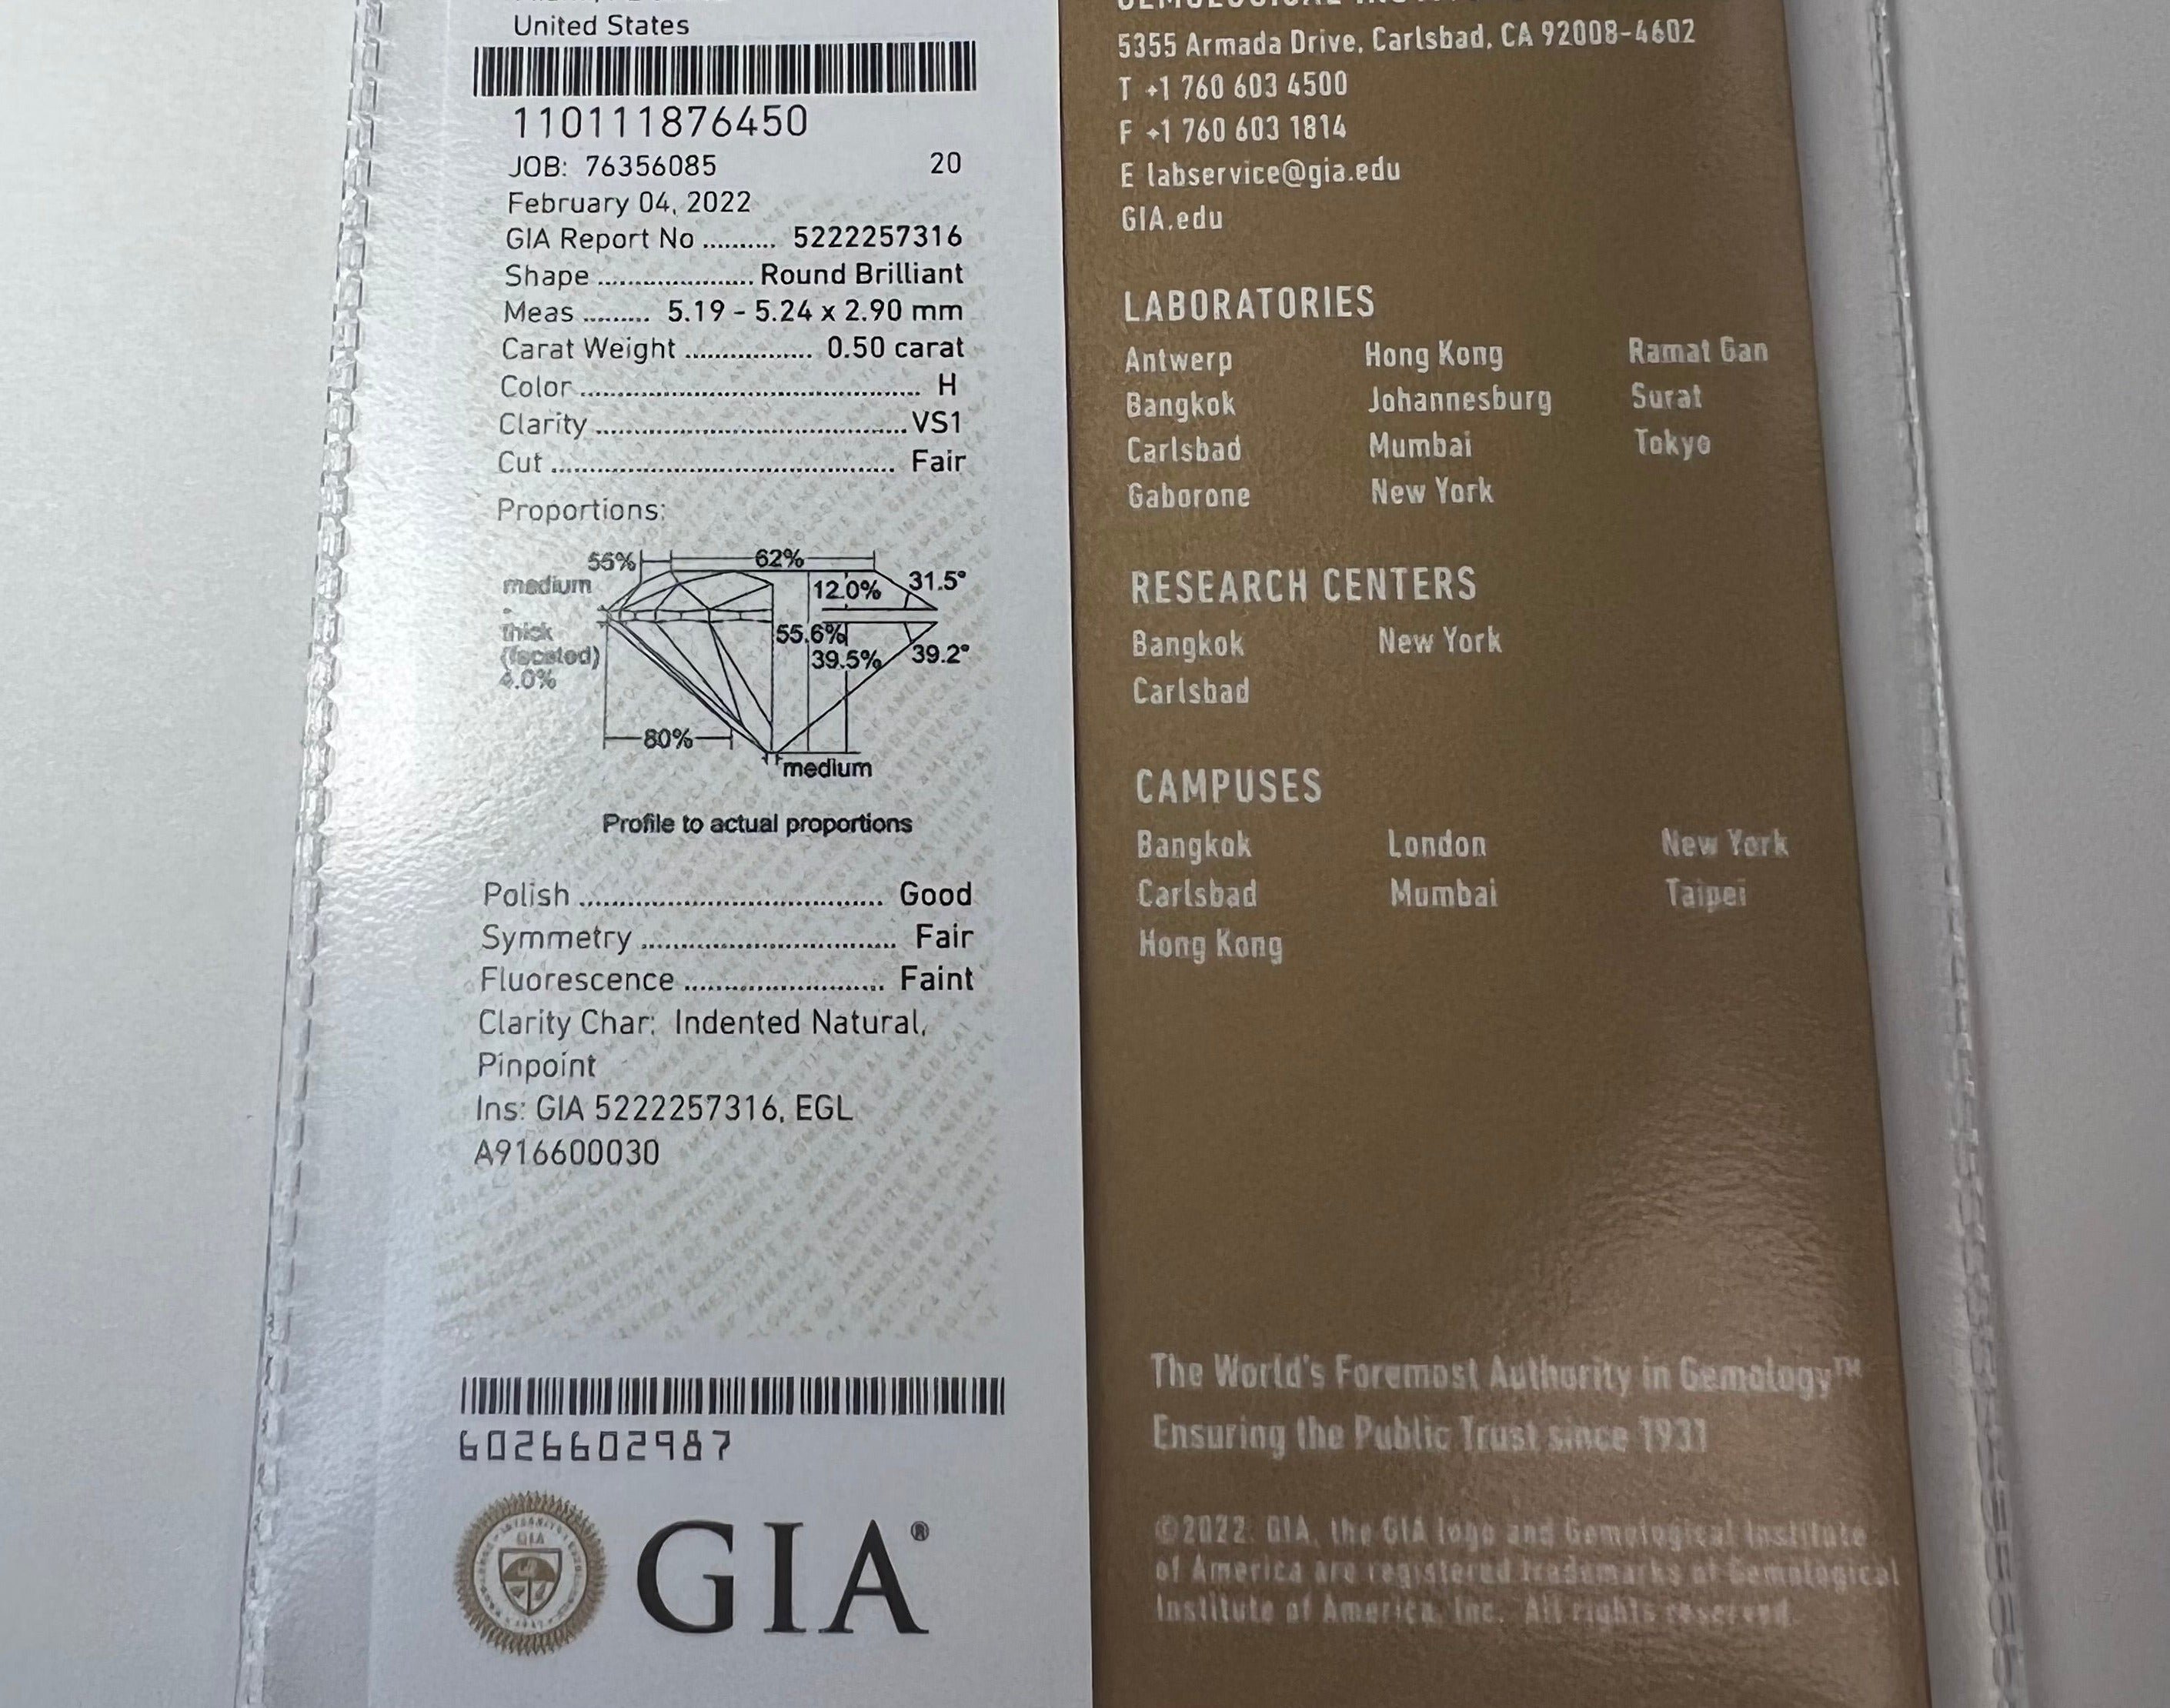 United States
110111876450
JOB: 76356085 20
February 04, 2022
GIA Report No .......... 5222257316
Shape ..................... Round Brilliant
Meas ......... 5.19 - 5.24 x 2.90 mm
Carat Weight ................. 0.50 carat
Color ............................................. H
Clarity ......................................... VS1
Cut ............................................. Fair
Proportions:
62%
medium
12.0% 31.5°
-
thick
55.6%
(faceted)
39.5% 39.2°
4.0%
80%
medium
Profile to actual proportions
Polish ........................................ Good
Symmetry .................................. Fair
Fluorescence .......................... Faint
Clarity Char: Indented Natural,
Pinpoint
Ins: GIA 5222257316, EGL
A916600030
6026602987
GIA
GIA®
5355 Armada Drive, Carlsbad, CA 92008-4602
T +1 760 603 4500
F +1 760 603 1814
E labservice@gia.edu
GIA.edu
LABORATORIES
Antwerp Hong Kong Ramat Gan
Bangkok Johannesburg Surat
Carlsbad Mumbai Tokyo
Gaborone New York
RESEARCH CENTERS
Bangkok New York
Carlsbad
CAMPUSES
Bangkok London New York
Carlsbad Mumbai Taipei
Hong Kong
The World's Foremost Authority in Gemology™
Ensuring the Public Trust since 1931
©2022 GIA, the GIA logo and Gemological Institute
of America are registered trademarks of Gemological
Institute of America, Inc. All rights reserved.